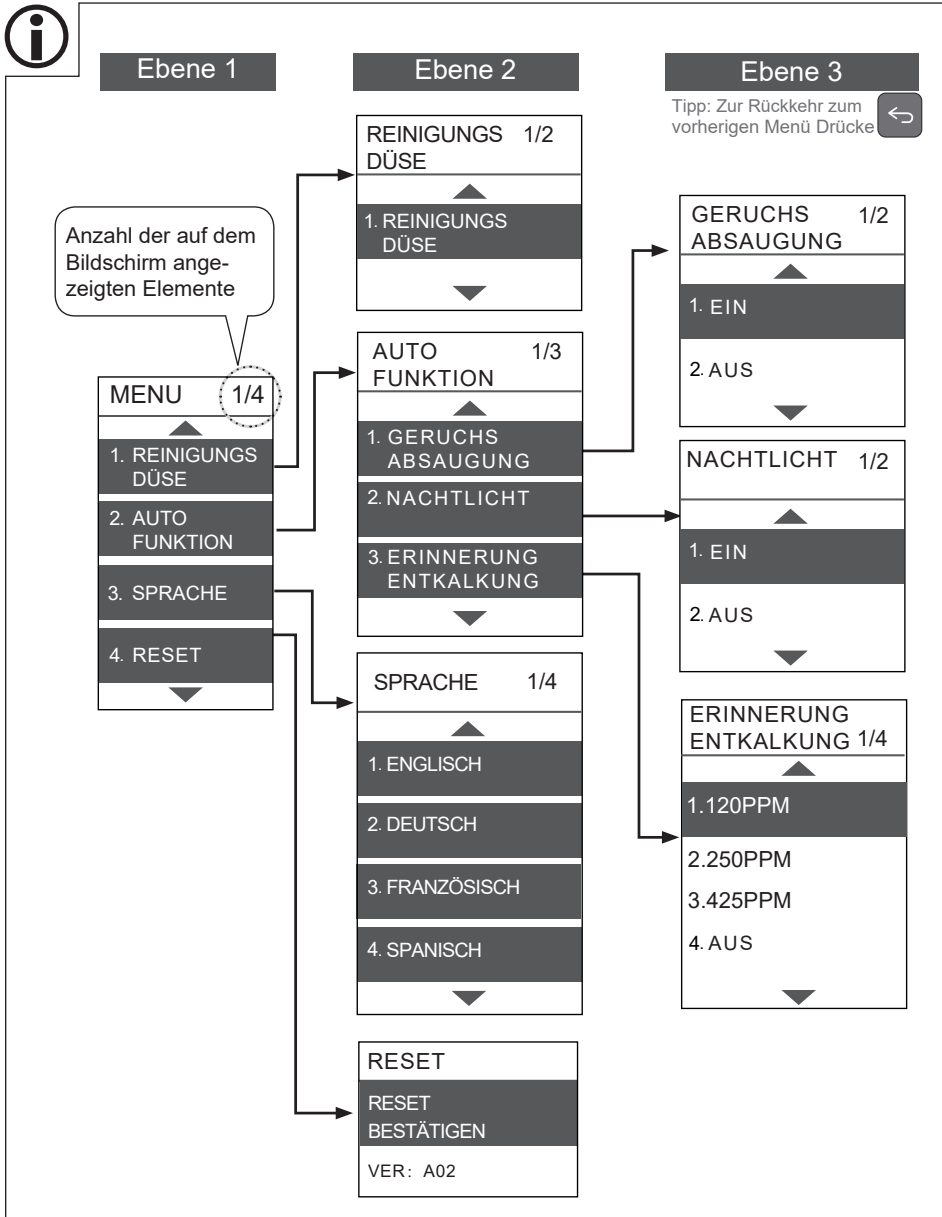 Ebene 1
Ebene 2
Ebene 3
Tipp: Zur Rückkehr zum
vorherigen Menü Drücke
Anzahl der auf dem
Bildschirm ange-
zeigten Elemente
MENU 1/4
1. REINIGUNGS
DÜSE
2. AUTO
FUNKTION
3. SPRACHE
4. RESET
REINIGUNGS 1/2
DÜSE
1. REINIGUNGS
DÜSE
AUTO 1/3
FUNKTION
1. GERUCHS
ABSAUGUNG
2. NACHTLICHT
3. ERINNERUNG
ENTKALKUNG
SPRACHE 1/4
1. ENGLISCH
2. DEUTSCH
3. FRANZÖSISCH
4. SPANISCH
RESET
RESET
BESTÄTIGEN
VER: A02
GERUCHS 1/2
ABSAUGUNG
1. EIN
2. AUS
NACHTLICHT 1/2
1. EIN
2. AUS
ERINNERUNG
ENTKALKUNG 1/4
1.120PPM
2.250PPM
3.425PPM
4. AUS